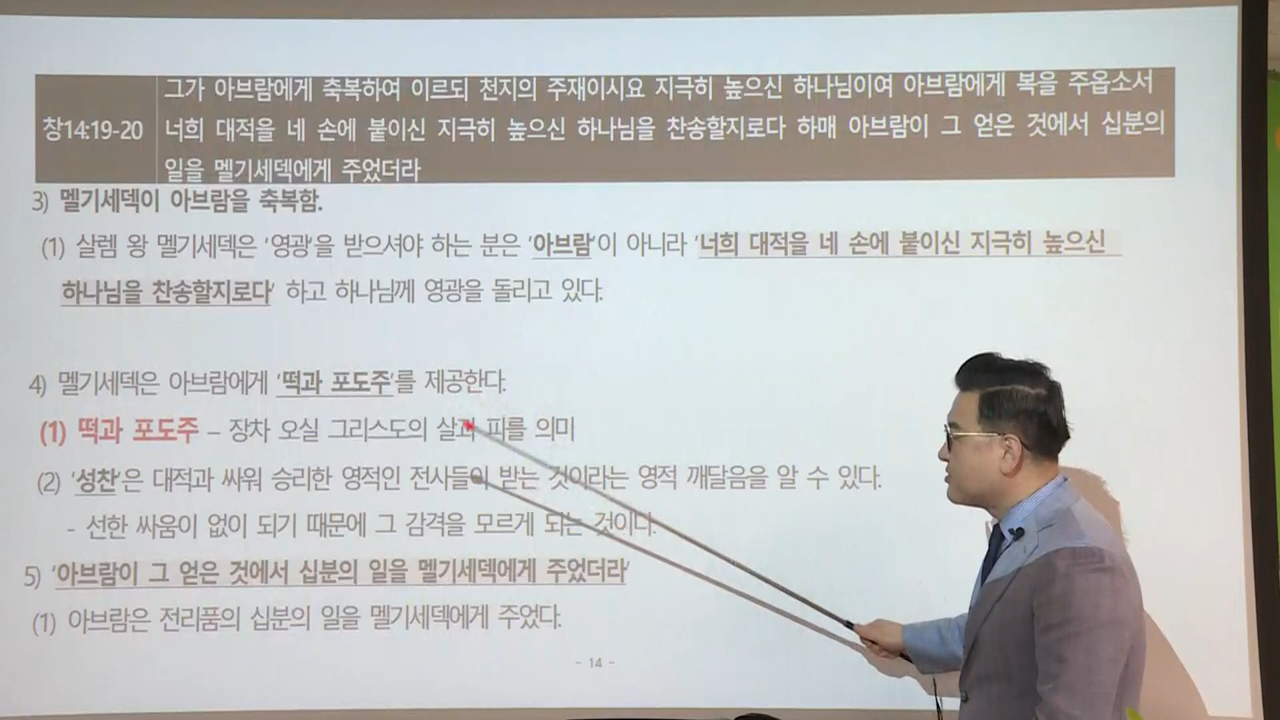 창14:19-20
그가 아브람에게 축복하여 이르되 천지의 주재이시요 지극히 높으신 하나님이여 아브람에게 복을 주옵소서
너희 대적을 네 손에 붙이신 지극히 높으신 하나님을 찬송할지로다 하매 아브람이 그 얻은 것에서 십분의
일을 멜기세덱에게 주었더라
3) 멜기세덱이 아브람을 축복함.
(1) 살렘 왕 멜기세덱은 '영광'을 받으셔야 하는 분은 '아브람'이 아니라 '너희 대적을 네 손에 붙이신 지극히 높으신
하나님을 찬송할지로다' 하고 하나님께 영광을 돌리고 있다.
4) 멜기세덱은 아브람에게 '떡과 포도주'를 제공한다.
(1) 떡과 포도주 – 장차 오실 그리스도의 살과 피를 의미
(2) '성찬'은 대적과 싸워 승리한 영적인 전사들이 받는 것이라는 영적 깨달음을 알 수 있다.
- 선한 싸움이 없이 되기 때문에 그 감격을 모르게 되는 것이다.
5) '아브람이 그 얻은 것에서 십분의 일을 멜기세덱에게 주었더라'
(1) 아브람은 전리품의 십분의 일을 멜기세덱에게 주었다.
- 14 -